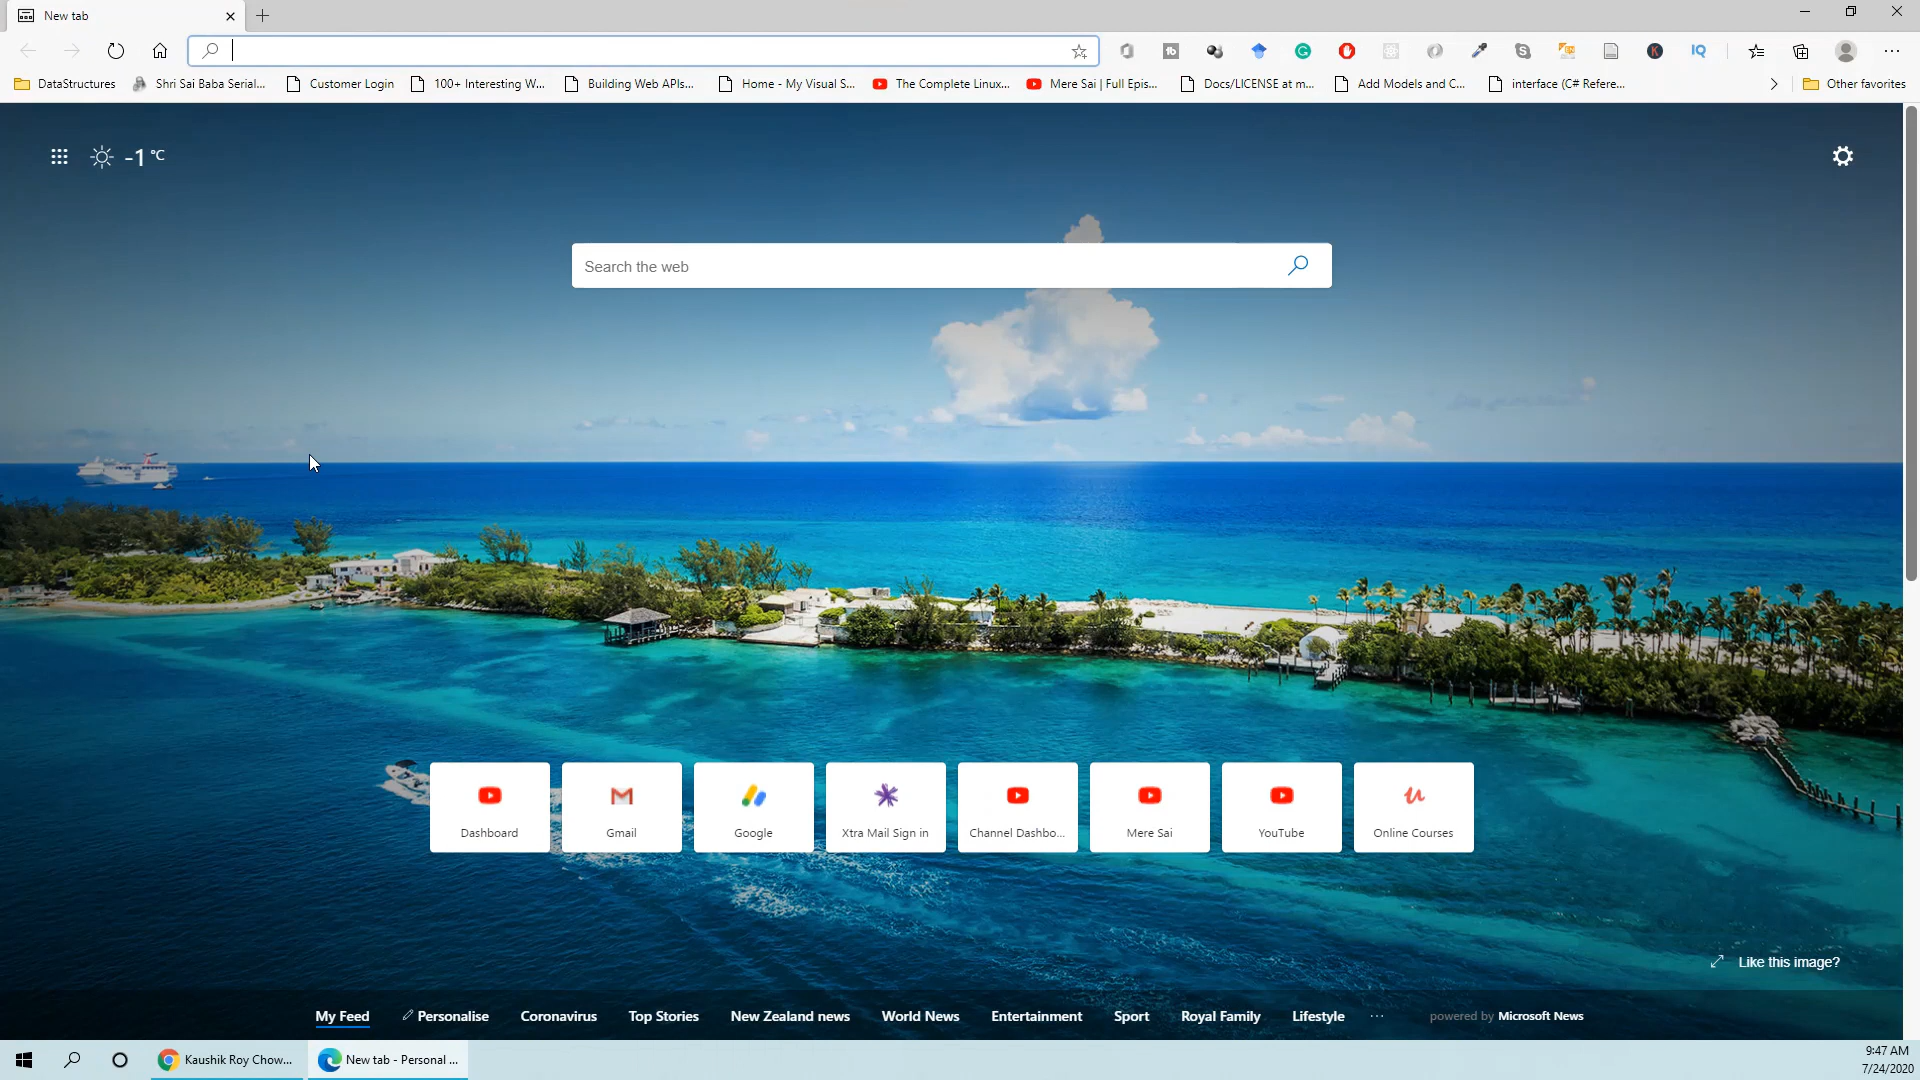 New tab
DataStructures
Shri Sai Baba Serial...
Customer Login
100+ Interesting W...
Building Web APIs...
Home - My Visual S...
The Complete Linux...
Mere Sai | Full Epis...
Docs/LICENSE at m...
Add Models and C...
interface (C# Refere...
Other favorites
-1 °C
Search the web
Dashboard
Gmail
Google
Xtra Mail Sign in
Channel Dashbo...
Mere Sai
YouTube
Online Courses
Like this image?
My Feed
Personalise
Coronavirus
Top Stories
New Zealand news
World News
Entertainment
Sport
Royal Family
Lifestyle
...
powered by Microsoft News
Kaushik Roy Chow...
New tab - Personal ...
9:47 AM
7/24/2020